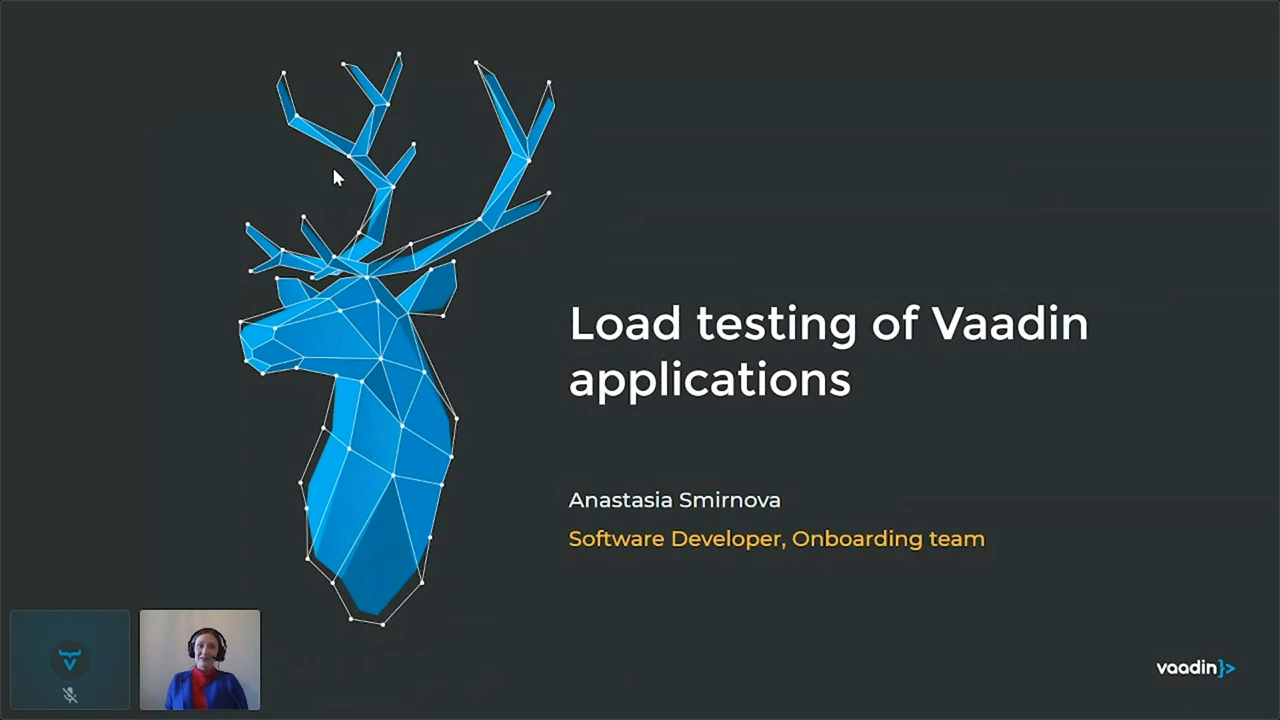 Load testing of Vaadin
applications
Anastasia Smirnova
Software Developer, Onboarding team
vaadin}>